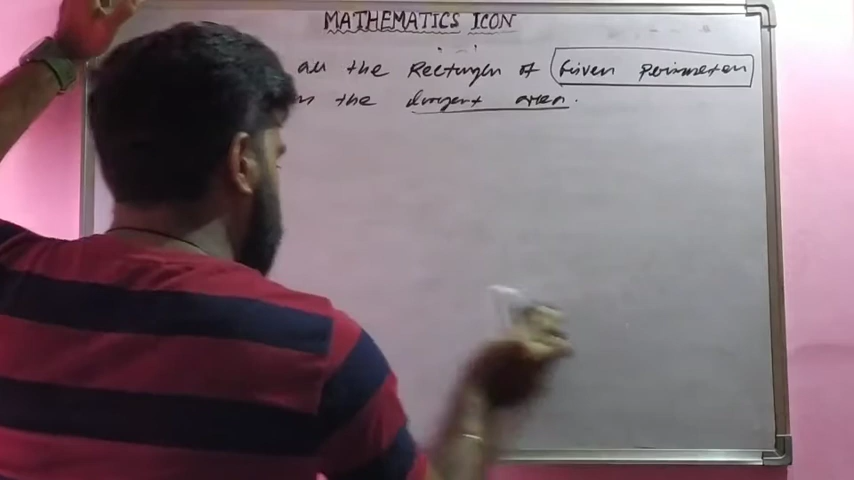 MATHEMATICS ICON
all the Rectangle of Given perimeter
the largest area.